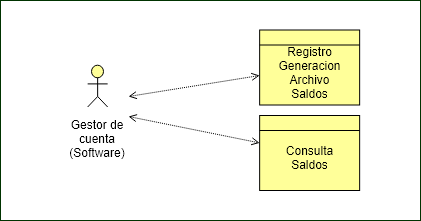 Registro
Generacion
Archivo
Saldos
Gestor de
cuenta
(Software)
Consulta
Saldos